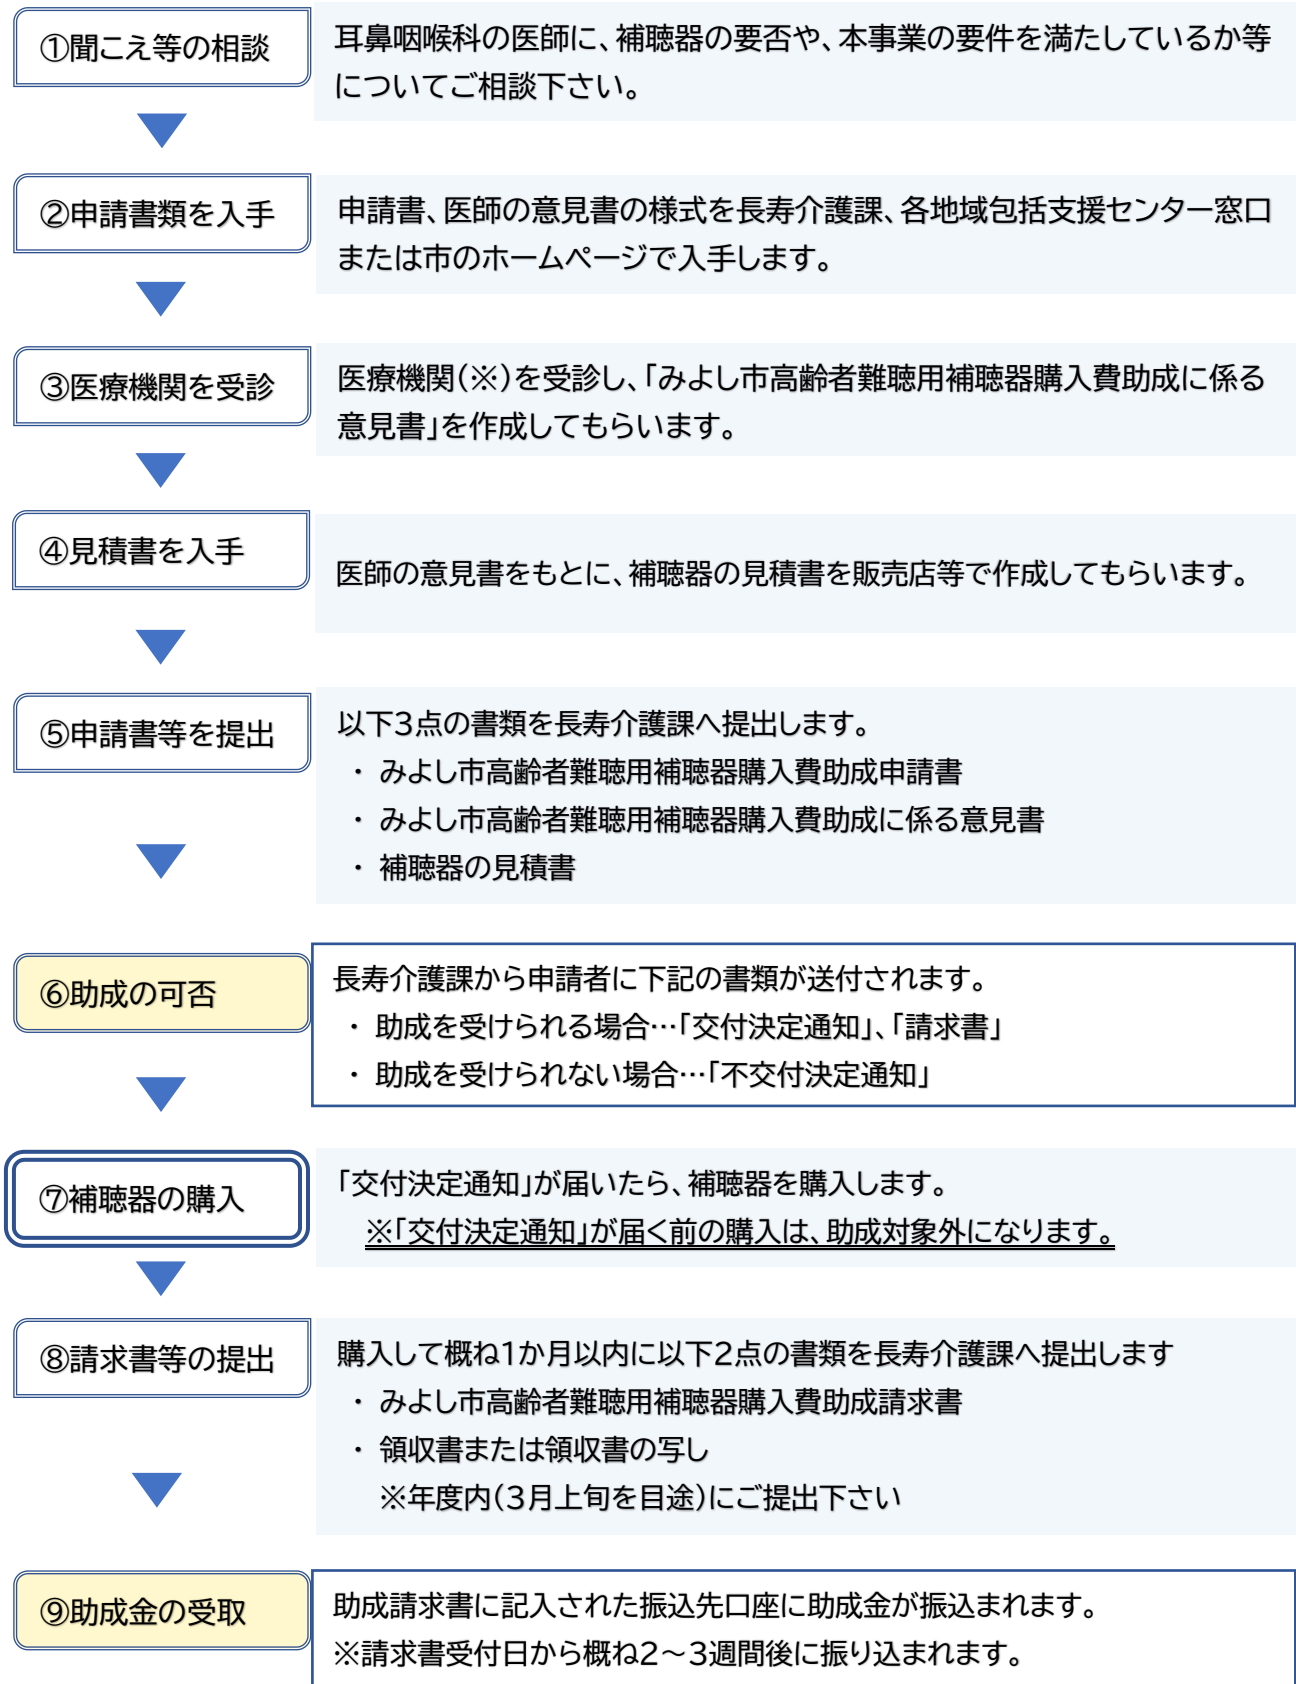 ①聞こえ等の相談
耳鼻咽喉科の医師に、補聴器の要否や、本事業の要件を満たしているか等
についてご相談下さい。
②申請書類を入手
申請書、医師の意見書の様式を長寿介護課、各地域包括支援センター窓口
または市のホームページで入手します。
③医療機関を受診
医療機関(※)を受診し、「みよし市高齢者難聴用補聴器購入費助成に係る
意見書」を作成してもらいます。
④見積書を入手
医師の意見書をもとに、補聴器の見積書を販売店等で作成してもらいます。
⑤申請書等を提出
以下3点の書類を長寿介護課へ提出します。
・ みよし市高齢者難聴用補聴器購入費助成申請書
・ みよし市高齢者難聴用補聴器購入費助成に係る意見書
・ 補聴器の見積書
⑥助成の可否
長寿介護課から申請者に下記の書類が送付されます。
・ 助成を受けられる場合…「交付決定通知」、「請求書」
・ 助成を受けられない場合…「不交付決定通知」
⑦補聴器の購入
「交付決定通知」が届いたら、補聴器を購入します。
※「交付決定通知」が届く前の購入は、助成対象外になります。
⑧請求書等の提出
購入して概ね1か月以内に以下2点の書類を長寿介護課へ提出します
・ みよし市高齢者難聴用補聴器購入費助成請求書
・ 領収書または領収書の写し
※年度内(3月上旬を目途)にご提出下さい
⑨助成金の受取
助成請求書に記入された振込先口座に助成金が振込まれます。
※請求書受付日から概ね2～3週間後に振り込まれます。